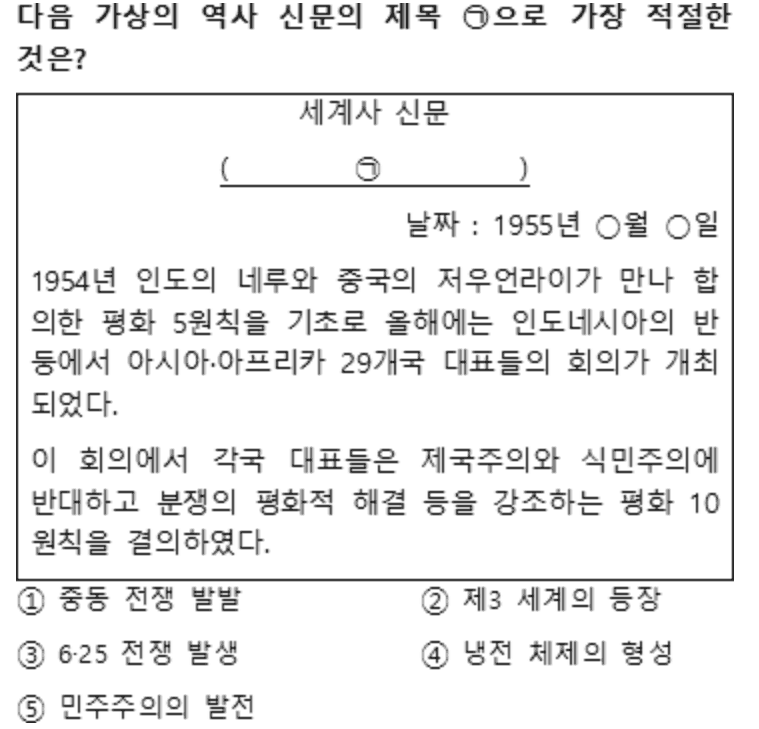 다음 가상의 역사 신문의 제목 ㉠으로 가장 적절한
것은?
세계사 신문
( ㉠ )
날짜 : 1955년 ○월 ○일
1954년 인도의 네루와 중국의 저우언라이가 만나 합
의한 평화 5원칙을 기초로 올해에는 인도네시아의 반
둥에서 아시아·아프리카 29개국 대표들의 회의가 개최
되었다.
이 회의에서 각국 대표들은 제국주의와 식민주의에
반대하고 분쟁의 평화적 해결 등을 강조하는 평화 10
원칙을 결의하였다.
① 중동 전쟁 발발 ② 제3 세계의 등장
③ 6·25 전쟁 발생 ④ 냉전 체제의 형성
⑤ 민주주의의 발전